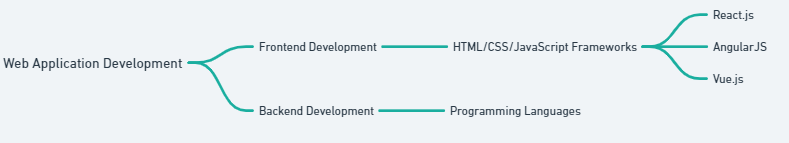 Web Application Development
Frontend Development
HTML/CSS/JavaScript Frameworks
React.js
AngularJS
Vue.js
Backend Development
Programming Languages